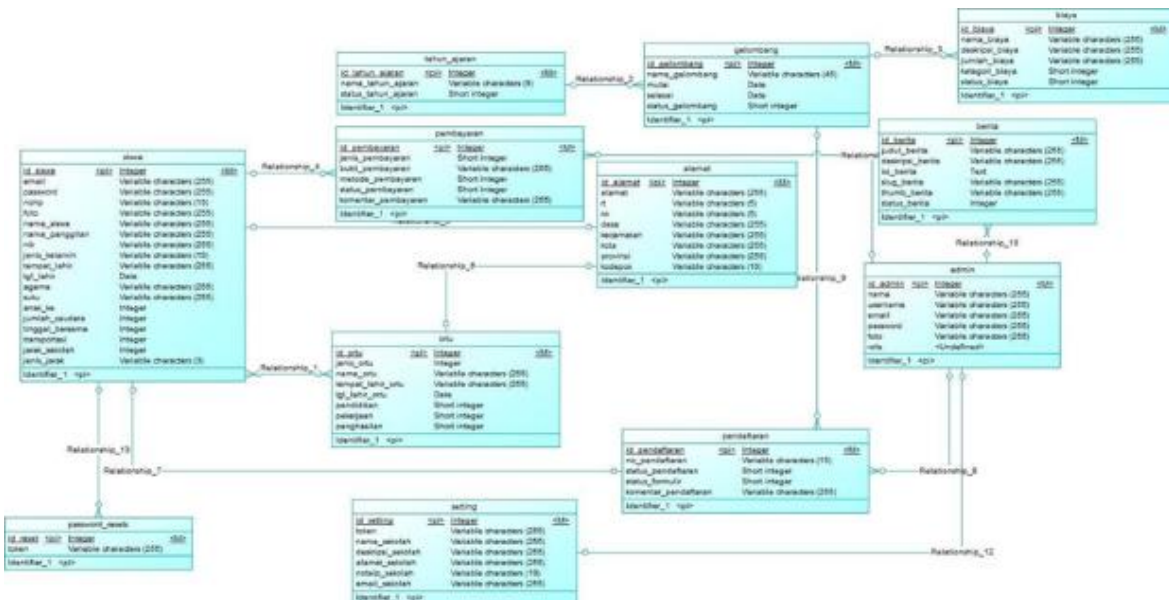 biaya
id_biaya <pi> Integer <M>
nama_biaya Variable characters (255)
deskripsi_biaya Variable characters (255)
jumlah_biaya Variable characters (255)
kategori_biaya Short integer
status_biaya Short integer
Identifier_1 <pi>
gelombang
id_gelombang <pi> Integer <M>
nama_gelombang Variable characters (45)
mulai Date
selesai Date
status_gelombang Short integer
Identifier_1 <pi>
Relationship_3
tahun_ajaran
id_tahun_ajaran <pi> Integer <M>
nama_tahun_ajaran Variable characters (9)
status_tahun_ajaran Short integer
Identifier_1 <pi>
Relationship_2
pembayaran
id_pembayaran <pi> Integer <M>
jenis_pembayaran Short integer
bukti_pembayaran Variable characters (255)
metode_pembayaran Short integer
status_pembayaran Short integer
komentar_pembayaran Variable characters (255)
Identifier_1 <pi>
Relationship_4
berita
id_berita <pi> Integer <M>
judul_berita Variable characters (255)
deskripsi_berita Variable characters (255)
isi_berita Text
slug_berita Variable characters (255)
thumb_berita Variable characters (255)
status_berita Integer
Identifier_1 <pi>
siswa
id_siswa <pi> Integer <M>
email Variable characters (255)
password Variable characters (255)
nohp Variable characters (15)
foto Variable characters (255)
nama_siswa Variable characters (255)
nama_panggilan Variable characters (255)
nik Variable characters (255)
jenis_kelamin Variable characters (10)
tempat_lahir Variable characters (255)
tgl_lahir Date
agama Variable characters (255)
suku Variable characters (255)
anak_ke Integer
jumlah_saudara Integer
tinggal_bersama Integer
transportasi Integer
jarak_sekolah Integer
jenis_jarak
Identifier_1 <pi>
alamat
id_alamat <pi> Integer <M>
alamat Variable characters (255)
rt Variable characters (5)
rw Variable characters (5)
desa Variable characters (255)
kecamatan Variable characters (255)
kota Variable characters (255)
provinsi Variable characters (255)
kodepos Variable characters (10)
Identifier_1 <pi>
Relationship_10
admin
id_admin <pi> Integer <M>
nama Variable characters (255)
username Variable characters (255)
email Variable characters (255)
password Variable characters (255)
foto Variable characters (255)
role <Undefined>
Identifier_1 <pi>
ortu
id_ortu <pi> Integer <M>
jenis_ortu Integer
nama_ortu Variable characters (255)
tempat_lahir_ortu Variable characters (255)
tgl_lahir_ortu Date
pendidikan Short integer
pekerjaan Short integer
penghasilan Short integer
Identifier_1 <pi>
Relationship_1
pendaftaran
id_pendaftaran <pi> Integer <M>
no_pendaftaran Variable characters (15)
status_pendaftaran Short integer
status_formulir Short integer
komentar_pendaftaran Variable characters (255)
Identifier_1 <pi>
Relationship_13
Relationship_7
password_resets
id_reset <pi> Integer <M>
token Variable characters (255)
Identifier_1 <pi>
setting
id_setting <pi> Integer <M>
token Variable characters (255)
nama_sekolah Variable characters (255)
deskripsi_sekolah Variable characters (255)
alamat_sekolah Variable characters (255)
notelp_sekolah Variable characters (15)
email_sekolah Variable characters (255)
Identifier_1 <pi>
Relationship_12